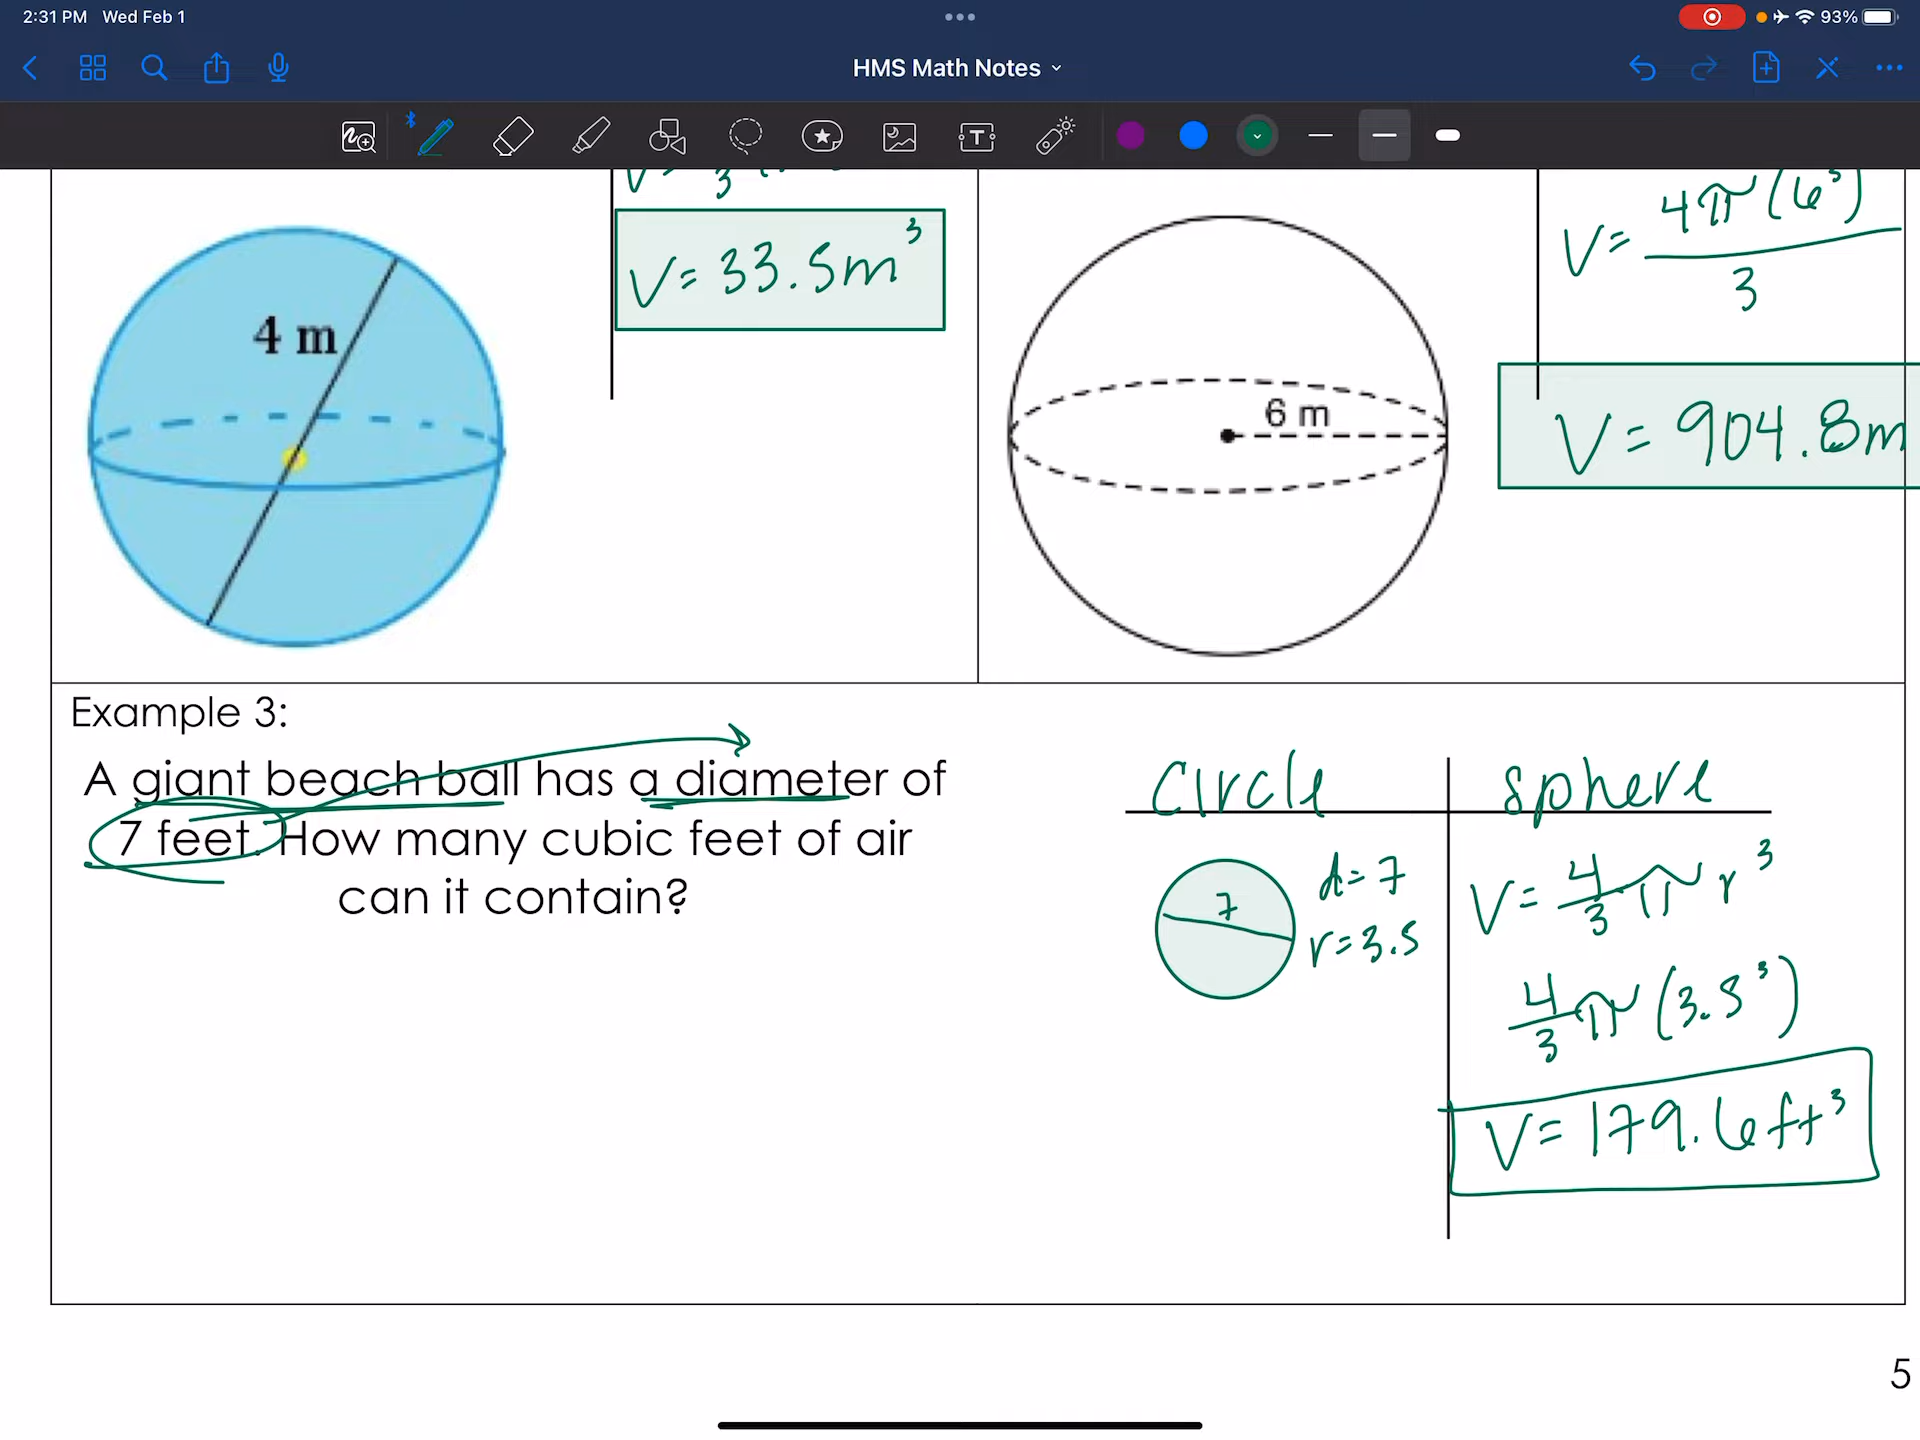 2:31 PM Wed Feb 1
93%
HMS Math Notes
T
V = 33.5m³
4 m
V = 4π(6³)
3
6 m
V = 904.8m
Example 3:
A giant beach ball has a diameter of
7 feet. How many cubic feet of air
can it contain?
Circle
7
d = 7
r = 3.5
Sphere
V = 4/3 π r³
4/3 π (3.5³)
V = 179.6ft³
5